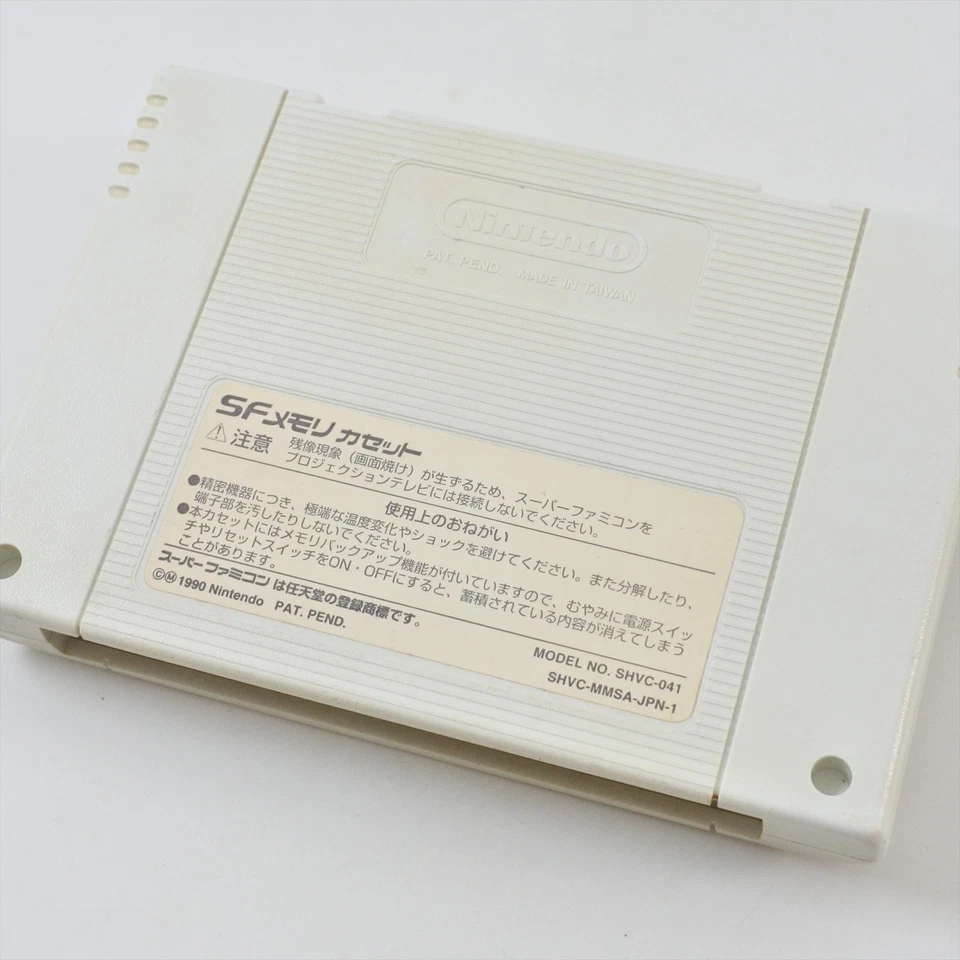 Nintendo
PAT. PEND. MADE IN TAIWAN
SFメモリ カセット
⚠注意 残像現象（画面焼け）が生ずるため、スーパーファミコンを
プロジェクションテレビには接続しないでください。
使用上のおねがい
●精密機器につき、極端な温度変化やショックを避けてください。また分解したり、
端子部を汚したりしないでください。
●本カセットにはメモリバックアップ機能が付いていますので、むやみに電源スイッ
チやリセットスイッチをON・OFFにすると、蓄積されている内容が消えてしまう
ことがあります。
スーパーファミコンは任天堂の登録商標です。
©Ⓜ1990 Nintendo PAT. PEND.
MODEL NO. SHVC-041
SHVC-MMSA-JPN-1